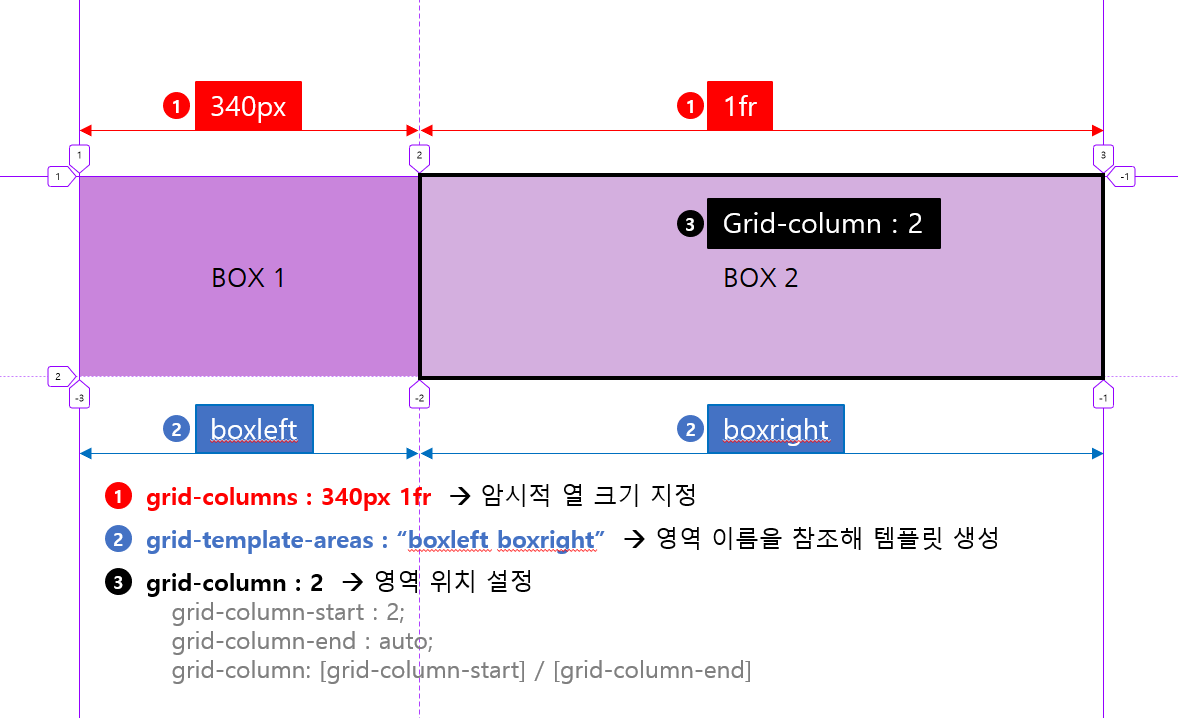 1 340px 1 1fr
1 2 3
1 -1
3 Grid-column : 2
BOX 1 BOX 2
2
-3 -2 -1
2 boxleft 2 boxright
1 grid-columns : 340px 1fr → 암시적 열 크기 지정
2 grid-template-areas : “boxleft boxright” → 영역 이름을 참조해 템플릿 생성
3 grid-column : 2 → 영역 위치 설정
grid-column-start : 2;
grid-column-end : auto;
grid-column: [grid-column-start] / [grid-column-end]